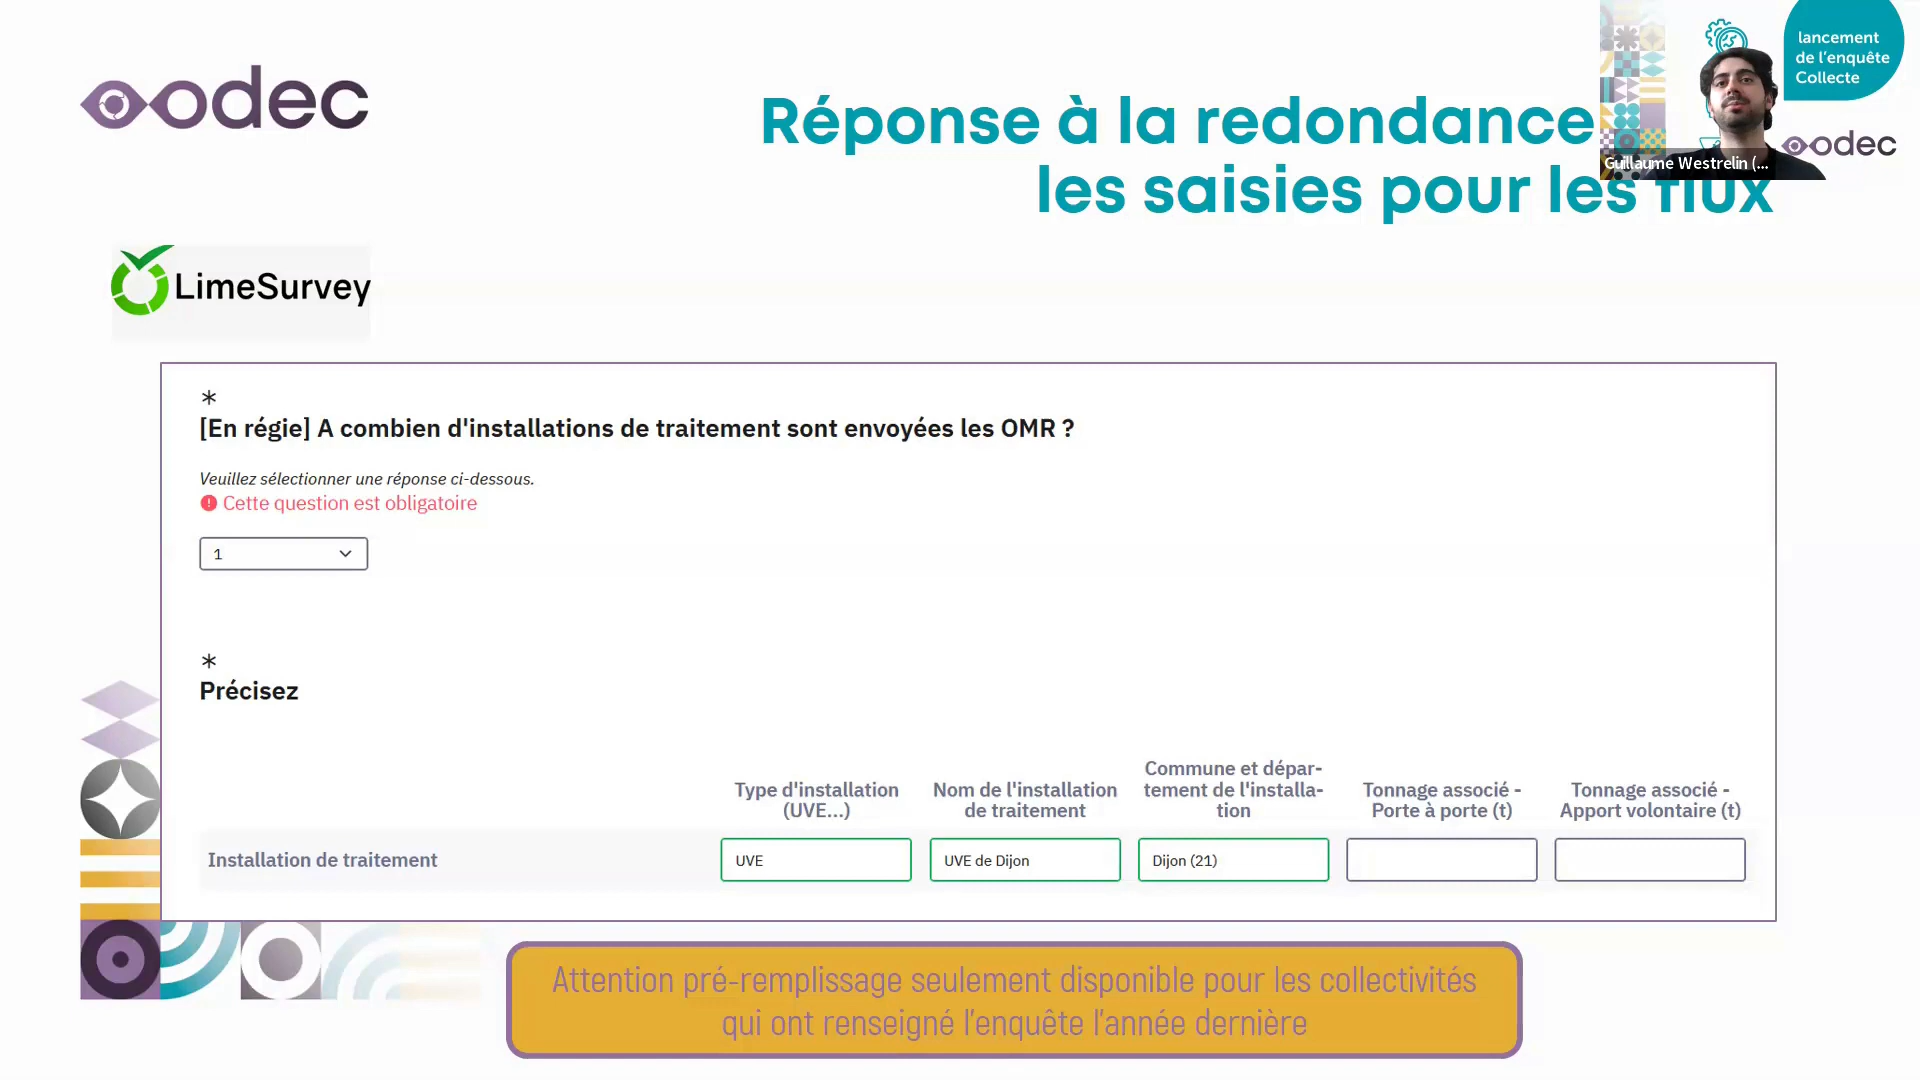 odec
Réponse à la redondance
les saisies pour les flux
lancement
de l'enquête
Collecte
odec
Guillaume Westrelin (...
LimeSurvey
*
[En régie] A combien d'installations de traitement sont envoyées les OMR ?
Veuillez sélectionner une réponse ci-dessous.
Cette question est obligatoire
1
*
Précisez
Type d'installation
(UVE...)
Nom de l'installation
de traitement
Commune et dépar-
tement de l'installa-
tion
Tonnage associé -
Porte à porte (t)
Tonnage associé -
Apport volontaire (t)
Installation de traitement
UVE
UVE de Dijon
Dijon (21)
Attention pré-remplissage seulement disponible pour les collectivités
qui ont renseigné l'enquête l'année dernière